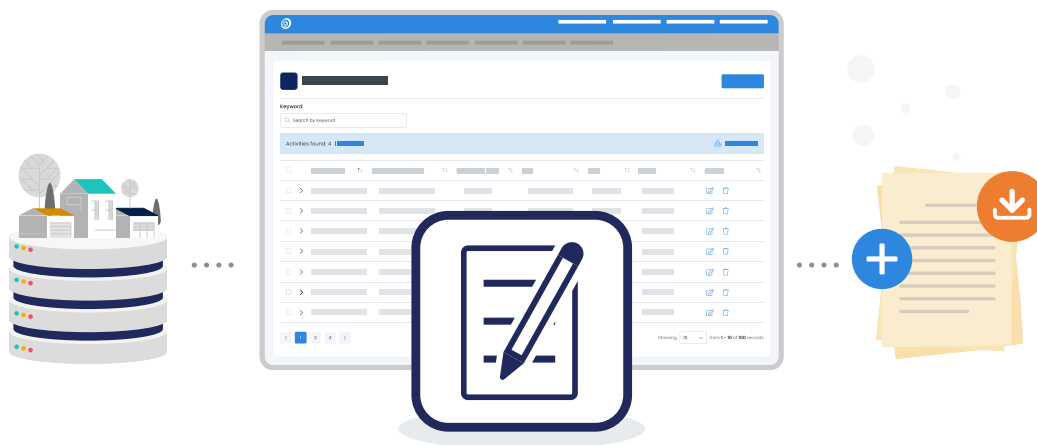 Keyword
Search by Keyword
Activities found: 4
1 2 3
Showing 10 from 1 - 10 of 100 records